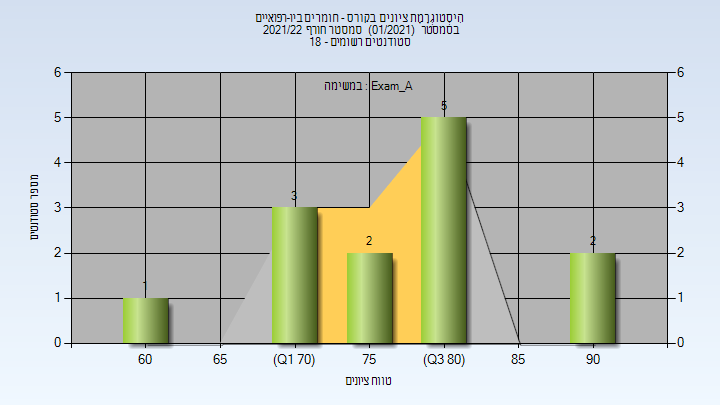 היסטוגרמת ציונים בקורס - חומרים ביו-רפואיים
בסמסטר (01/2021) סמסטר חורף 2021/22
סטודנטים רשומים - 18
במשימה : Exam_A
מספר סטודנטים
6 6
5 5
4 4
3 3
2 2
1 1
0 0
1 3 2 5 2
60 65 (Q1 70) 75 (Q3 80) 85 90
טווח ציונים